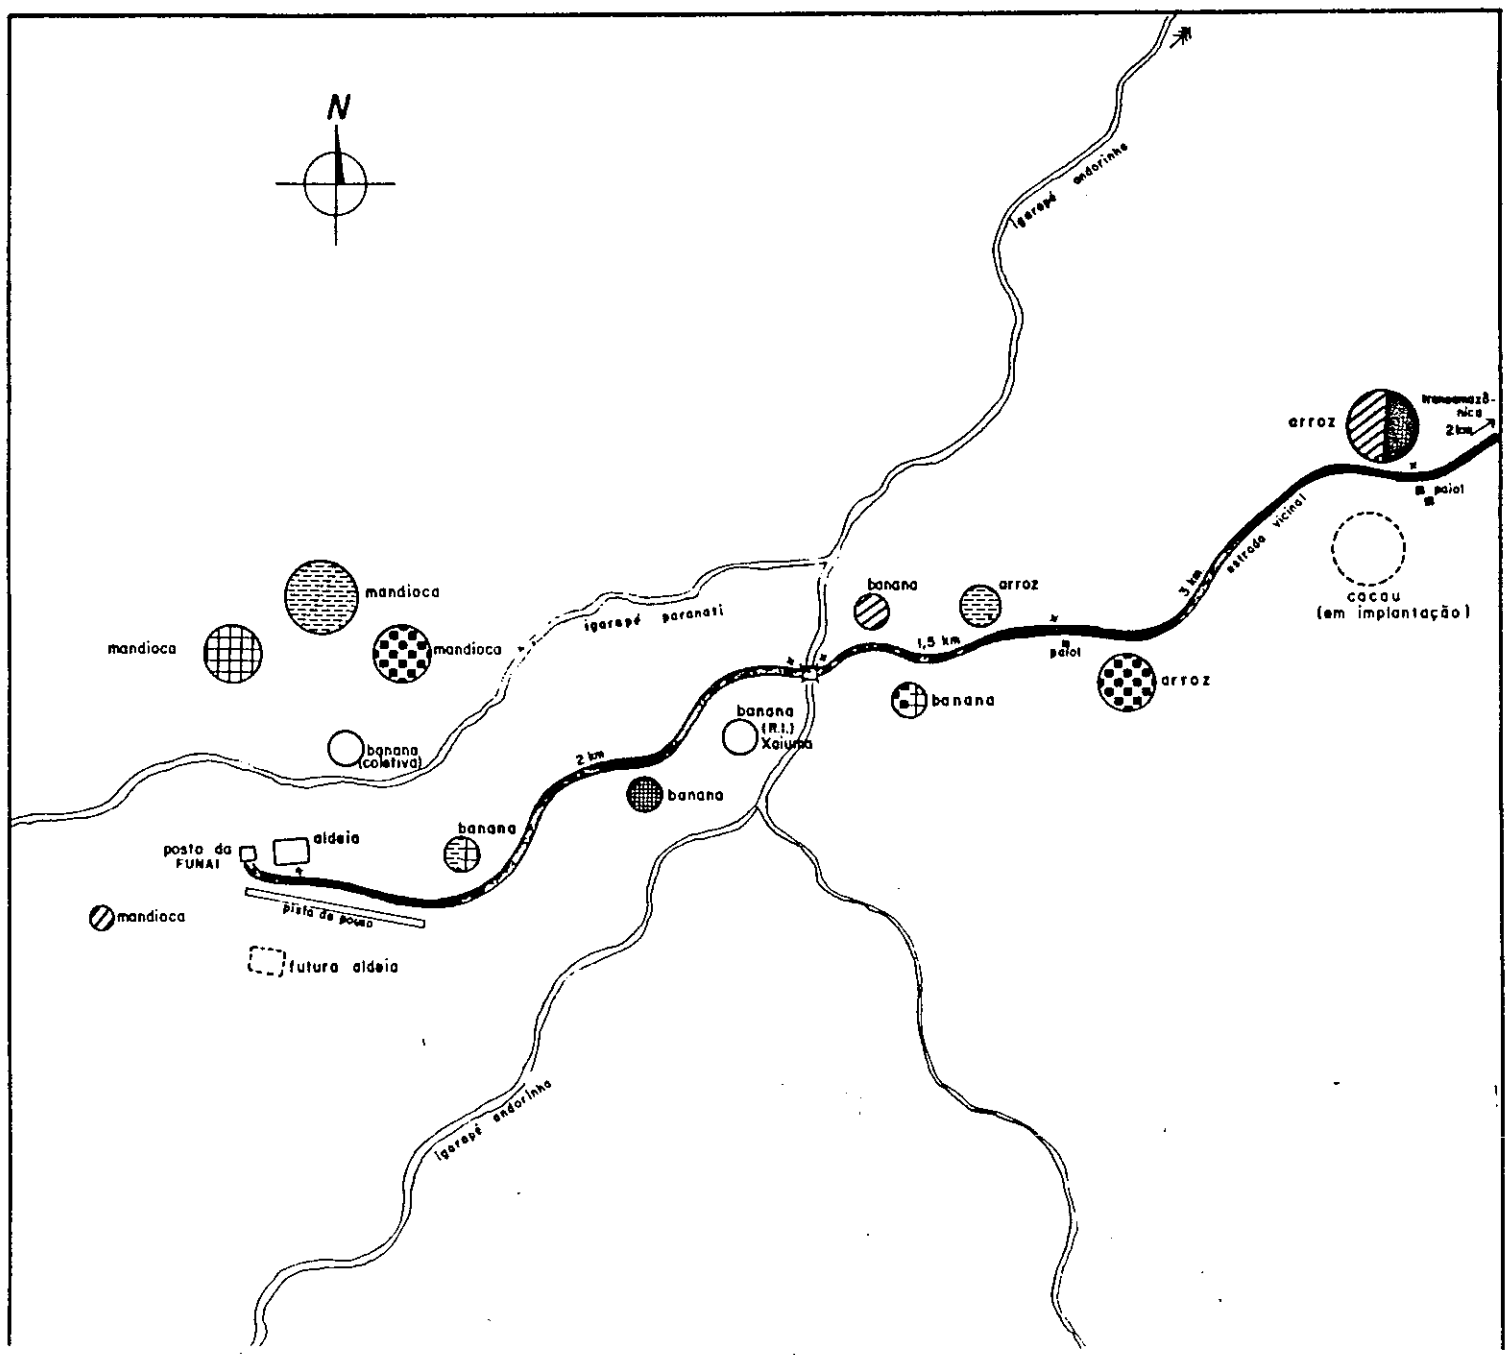 N
igarapé andorinha
transamazô-
nica
2 km
arroz
paiol
estrada vicinal
3 km
cacau
(em implantação)
banana
arroz
mandioca
igarapé paranati
mandioca
mandioca
1,5 km
paiol
arroz
banana
banana
(R.I.)
Xaiuma
banana
(coletiva)
2 km
banana
banana
aldeia
posto da
FUNAI
mandioca
pista de pouso
futura aldeia
igarapé andorinha